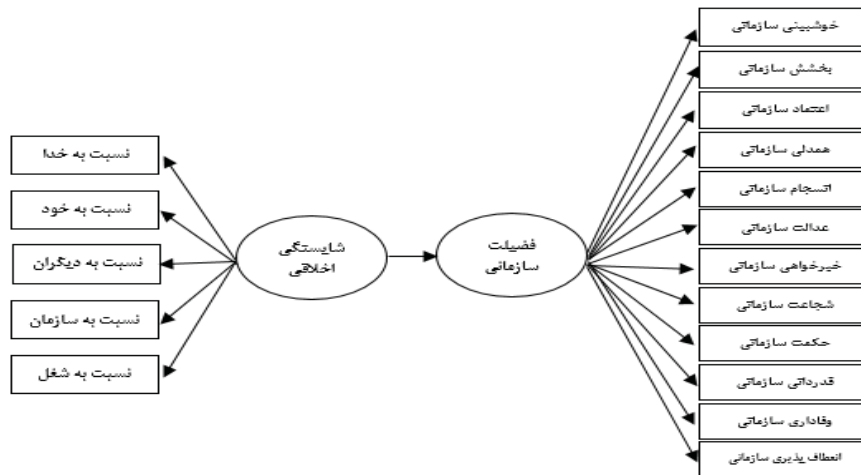 خوشبینی سازمانی
بخشش سازمانی
اعتماد سازمانی
همدلی سازمانی
انسجام سازمانی
عدالت سازمانی
خیرخواهی سازمانی
شجاعت سازمانی
حکمت سازمانی
قدردانی سازمانی
وفاداری سازمانی
انعطاف پذیری سازمانی
فضیلت
سازمانی
شایستگی
اخلاقی
نسبت به خدا
نسبت به خود
نسبت به دیگران
نسبت به سازمان
نسبت به شغل